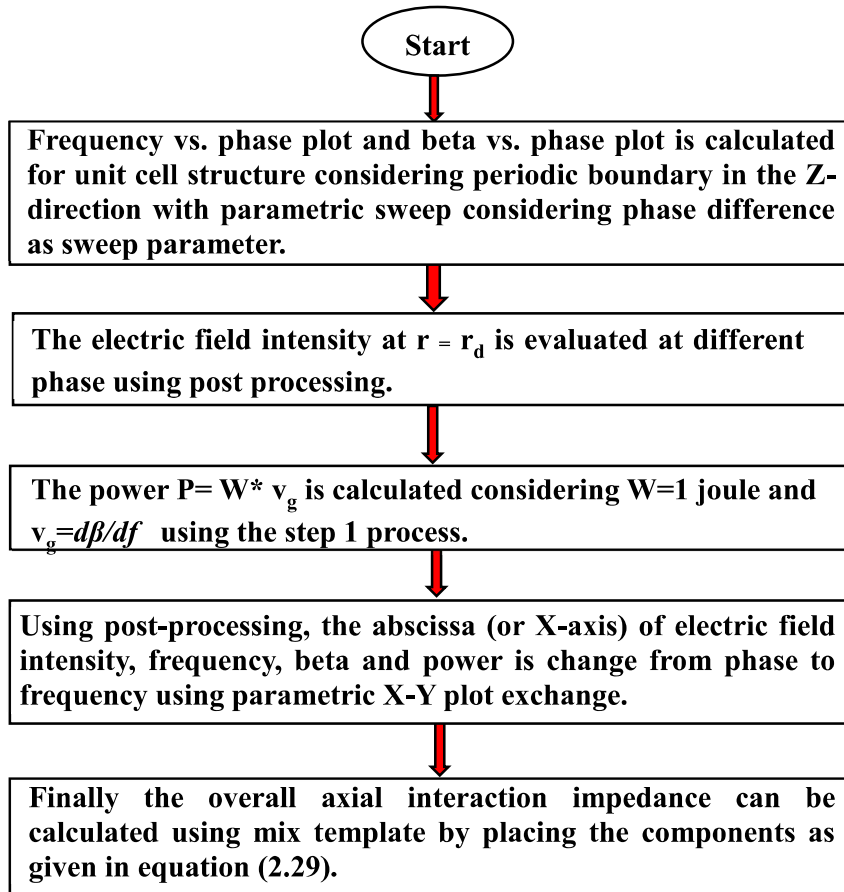 Start
Frequency vs. phase plot and beta vs. phase plot is calculated
for unit cell structure considering periodic boundary in the Z-
direction with parametric sweep considering phase difference
as sweep parameter.
The electric field intensity at r = r_d is evaluated at different
phase using post processing.
The power P= W* v_g is calculated considering W=1 joule and
v_g=dβ/df using the step 1 process.
Using post-processing, the abscissa (or X-axis) of electric field
intensity, frequency, beta and power is change from phase to
frequency using parametric X-Y plot exchange.
Finally the overall axial interaction impedance can be
calculated using mix template by placing the components as
given in equation (2.29).